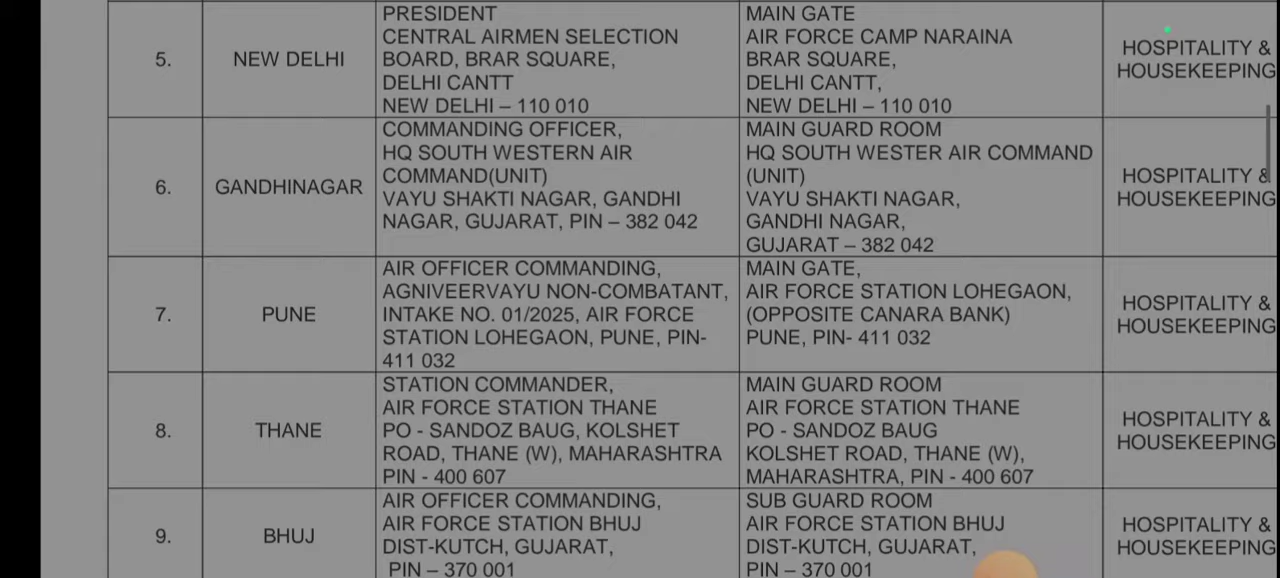 5.
NEW DELHI
PRESIDENT
CENTRAL AIRMEN SELECTION
BOARD, BRAR SQUARE,
DELHI CANTT
NEW DELHI – 110 010
MAIN GATE
AIR FORCE CAMP NARAINA
BRAR SQUARE,
DELHI CANTT,
NEW DELHI – 110 010
HOSPITALITY &
HOUSEKEEPING
6.
GANDHINAGAR
COMMANDING OFFICER,
HQ SOUTH WESTERN AIR
COMMAND(UNIT)
VAYU SHAKTI NAGAR, GANDHI
NAGAR, GUJARAT, PIN – 382 042
MAIN GUARD ROOM
HQ SOUTH WESTER AIR COMMAND
(UNIT)
VAYU SHAKTI NAGAR,
GANDHI NAGAR,
GUJARAT – 382 042
HOSPITALITY &
HOUSEKEEPING
7.
PUNE
AIR OFFICER COMMANDING,
AGNIVEERVAYU NON-COMBATANT,
INTAKE NO. 01/2025, AIR FORCE
STATION LOHEGAON, PUNE, PIN-
411 032
MAIN GATE,
AIR FORCE STATION LOHEGAON,
(OPPOSITE CANARA BANK)
PUNE, PIN- 411 032
HOSPITALITY &
HOUSEKEEPING
8.
THANE
STATION COMMANDER,
AIR FORCE STATION THANE
PO - SANDOZ BAUG, KOLSHET
ROAD, THANE (W), MAHARASHTRA
PIN - 400 607
MAIN GUARD ROOM
AIR FORCE STATION THANE
PO - SANDOZ BAUG
KOLSHET ROAD, THANE (W),
MAHARASHTRA, PIN - 400 607
HOSPITALITY &
HOUSEKEEPING
9.
BHUJ
AIR OFFICER COMMANDING,
AIR FORCE STATION BHUJ
DIST-KUTCH, GUJARAT,
PIN – 370 001
SUB GUARD ROOM
AIR FORCE STATION BHUJ
DIST-KUTCH, GUJARAT,
PIN – 370 001
HOSPITALITY &
HOUSEKEEPING